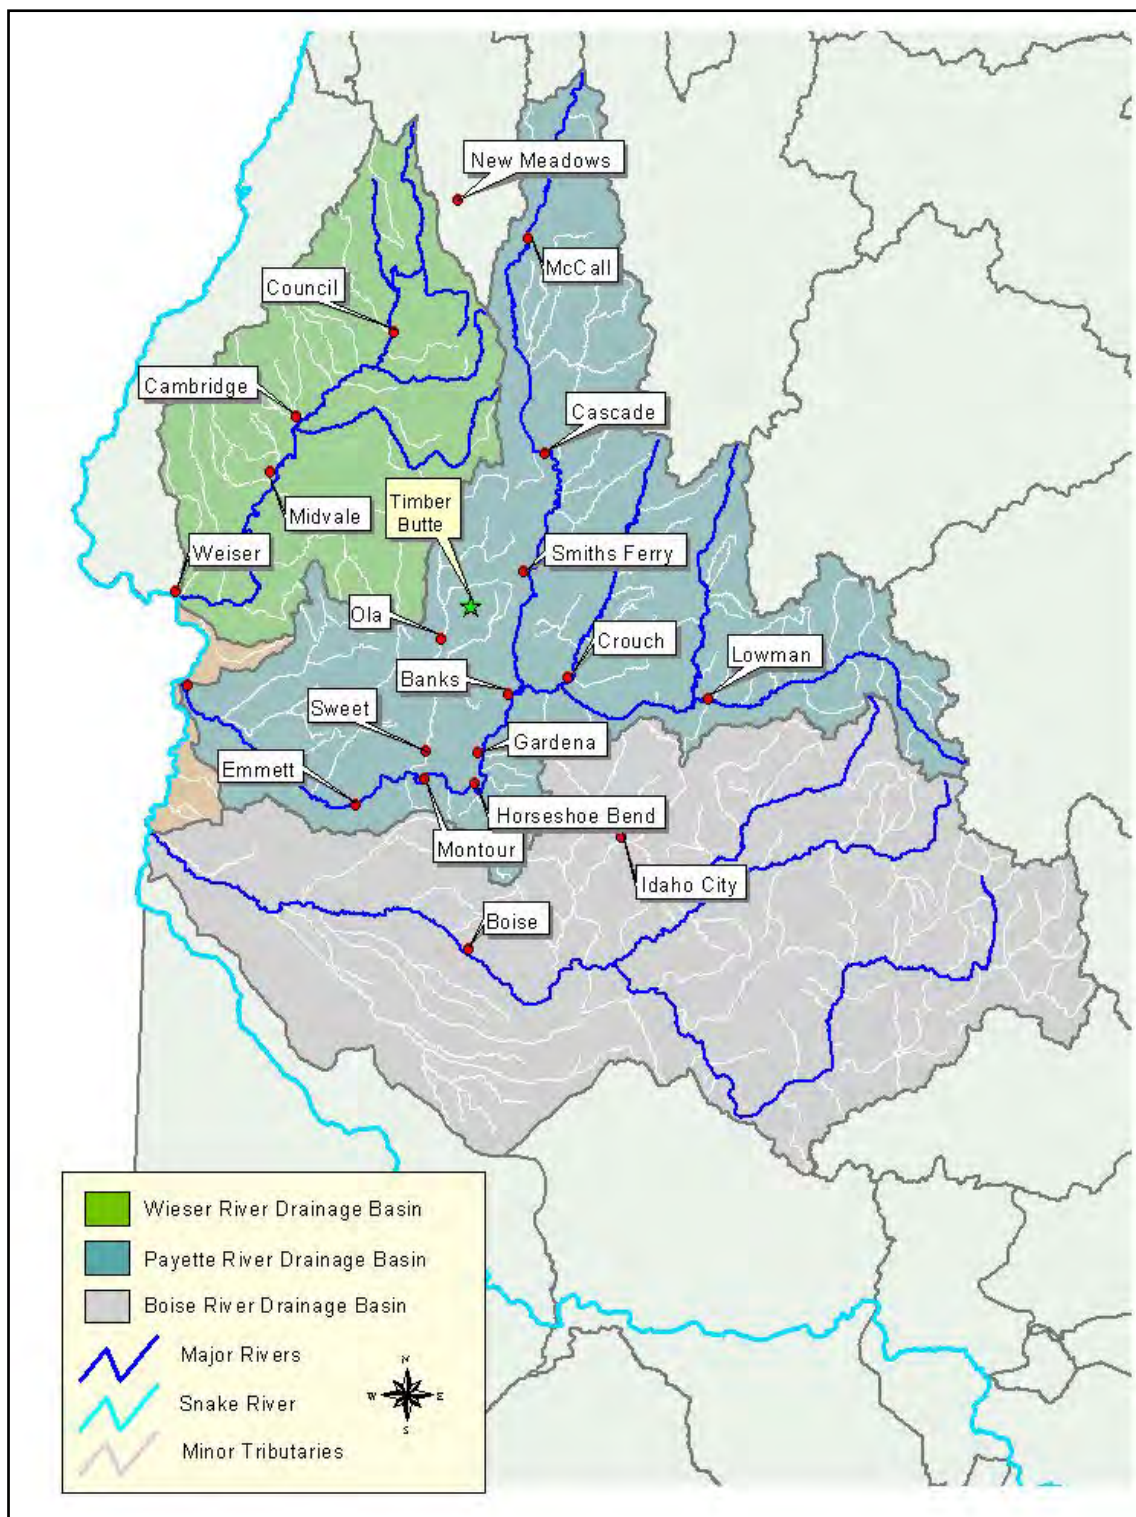 New Meadows
McCall
Council
Cambridge
Cascade
Midvale
Timber
Butte
Weiser
Smiths Ferry
Ola
Crouch
Lowman
Banks
Sweet
Gardena
Emmett
Horseshoe Bend
Montour
Idaho City
Boise
Wieser River Drainage Basin
Payette River Drainage Basin
Boise River Drainage Basin
Major Rivers
Snake River
Minor Tributaries
N
W E
S